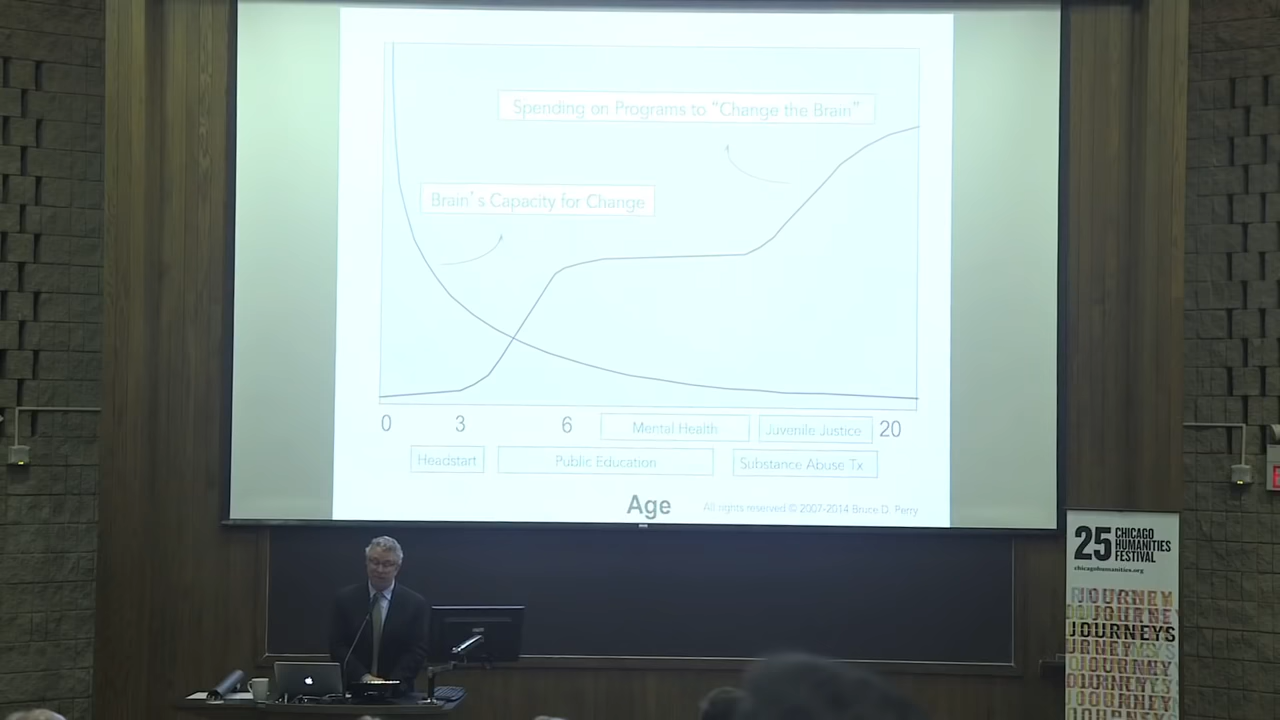 Spending on Programs to “Change the Brain”
Brain’s Capacity for Change
0 3 6 20
Mental Health
Juvenile Justice
Headstart
Public Education
Substance Abuse Tx
Age
All rights reserved © 2007-2014 Bruce D. Perry
25 CHICAGO
HUMANITIES
FESTIVAL
chicagohumanities.org
JOURNEYS